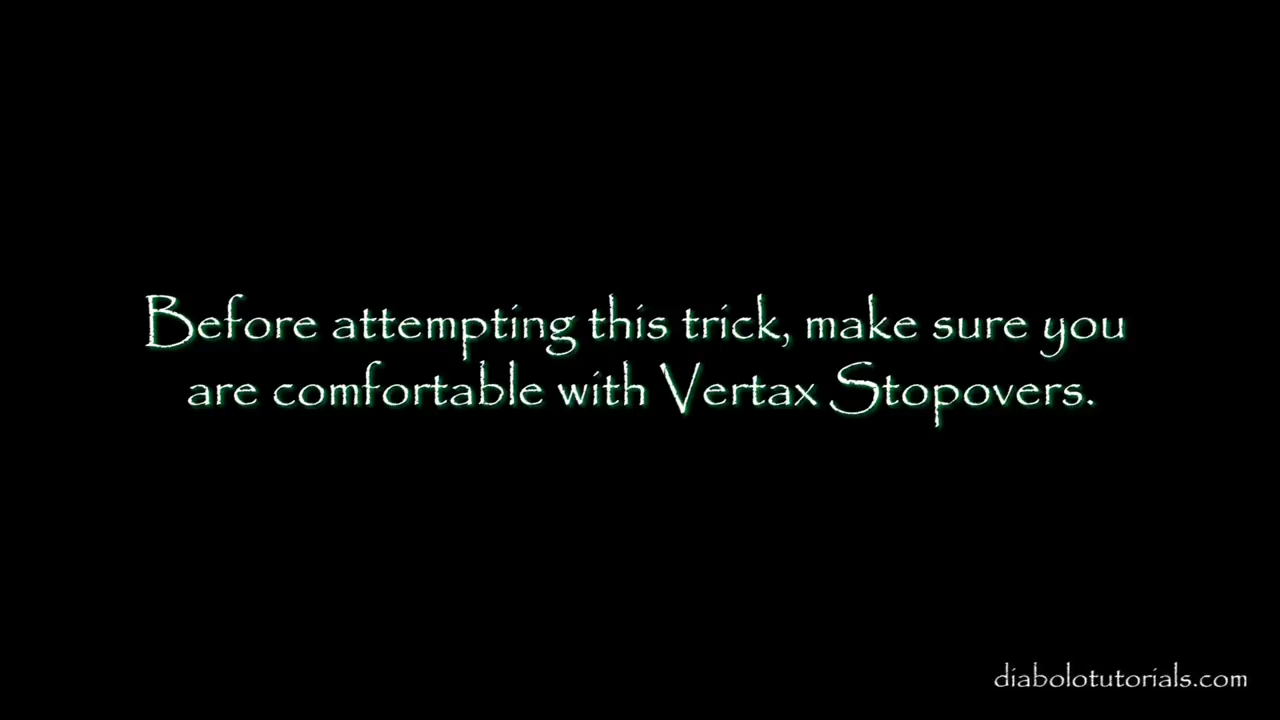 Before attempting this trick, make sure you
are comfortable with Vertax Stopovers.
diabolotutorials.com